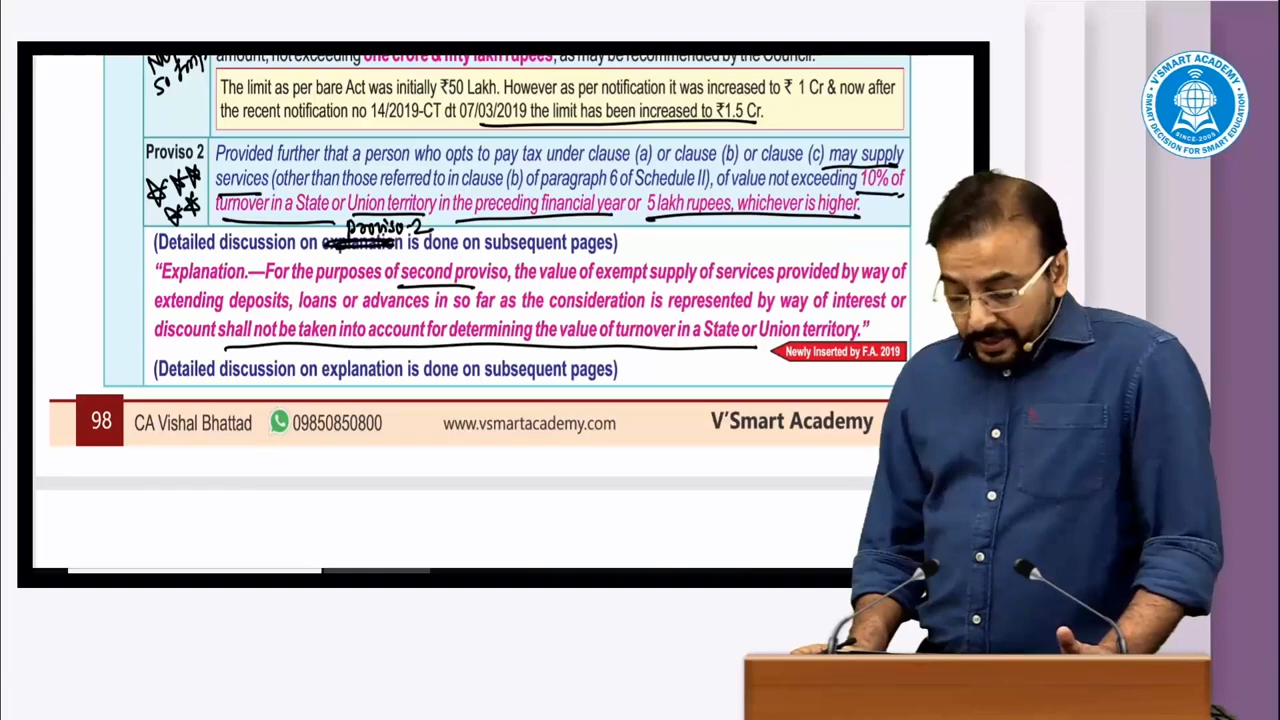 amount, not exceeding one crore & fifty lakh rupees, as may be recommended by the Council.
The limit as per bare Act was initially ₹50 Lakh. However as per notification it was increased to ₹ 1 Cr & now after
the recent notification no 14/2019-CT dt 07/03/2019 the limit has been increased to ₹1.5 Cr.
Proviso 2
Provided further that a person who opts to pay tax under clause (a) or clause (b) or clause (c) may supply
services (other than those referred to in clause (b) of paragraph 6 of Schedule II), of value not exceeding 10% of
turnover in a State or Union territory in the preceding financial year or 5 lakh rupees, whichever is higher.
proviso-2
(Detailed discussion on explanation is done on subsequent pages)
“Explanation.—For the purposes of second proviso, the value of exempt supply of services provided by way of
extending deposits, loans or advances in so far as the consideration is represented by way of interest or
discount shall not be taken into account for determining the value of turnover in a State or Union territory.”
Newly Inserted by F.A. 2019
(Detailed discussion on explanation is done on subsequent pages)
98 CA Vishal Bhattad 09850850800 www.vsmartacademy.com V'Smart Academy
V'SMART ACADEMY
SMART DECISION FOR SMART EDUCATION
SINCE-2005